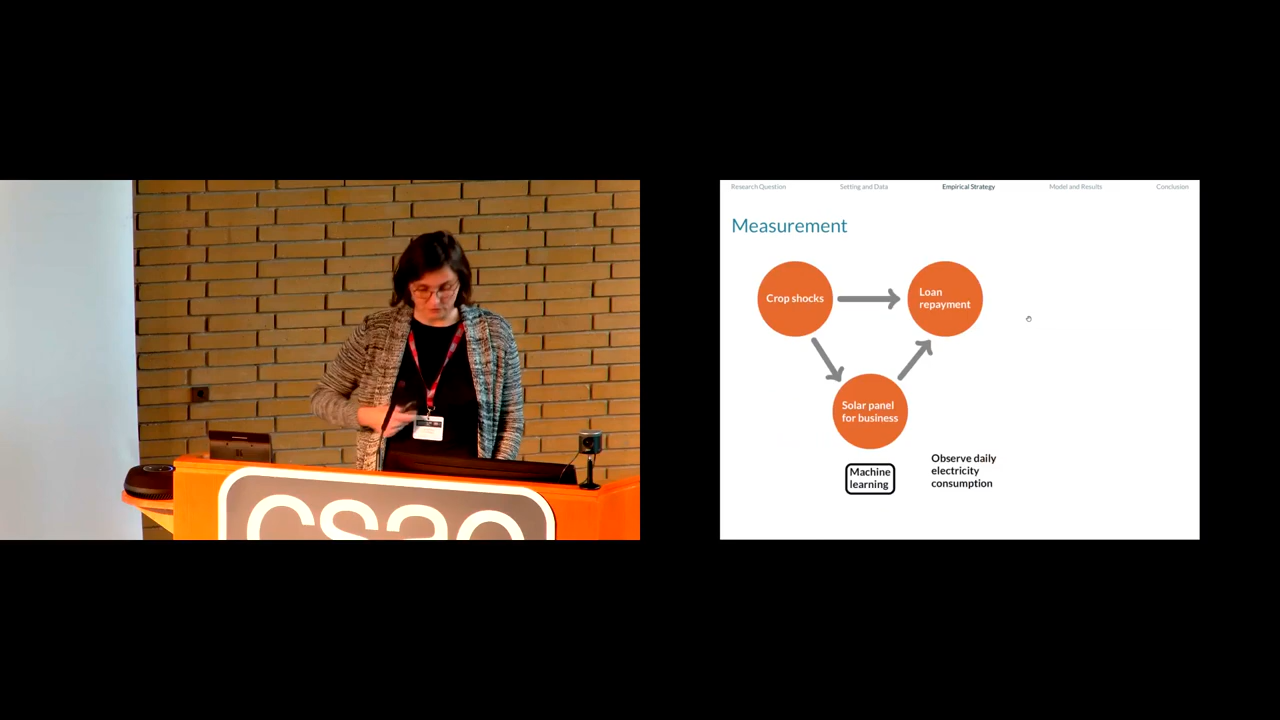 csae
Research Question
Setting and Data
Empirical Strategy
Model and Results
Conclusion
Measurement
Crop shocks
Loan
repayment
Solar panel
for business
Machine
learning
Observe daily
electricity
consumption